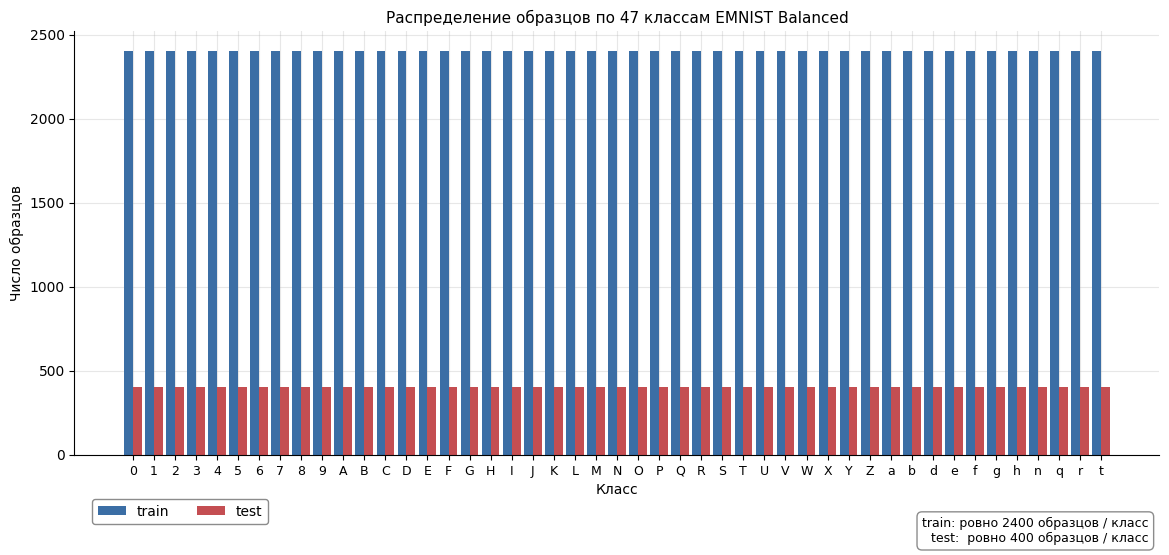 Распределение образцов по 47 классам EMNIST Balanced
Число образцов
2500
2000
1500
1000
500
0
0 1 2 3 4 5 6 7 8 9 A B C D E F G H I J K L M N O P Q R S T U V W X Y Z a b d e f g h n q r t
Класс
train test
train: ровно 2400 образцов / класс
test: ровно 400 образцов / класс